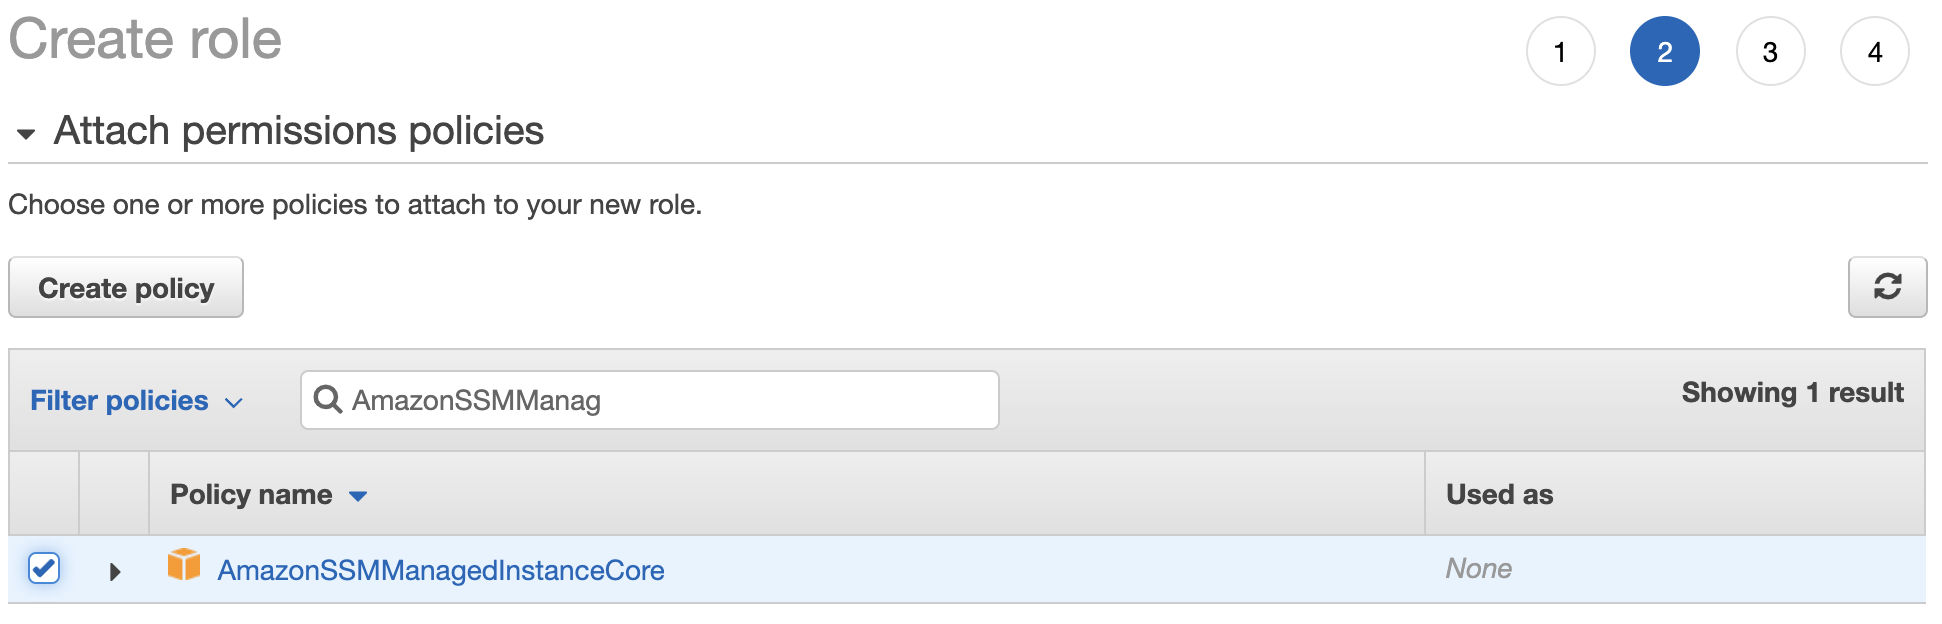 Create role
1 2 3 4
Attach permissions policies
Choose one or more policies to attach to your new role.
Create policy
Filter policies AmazonSSMManag Showing 1 result
Policy name Used as
AmazonSSMManagedInstanceCore None